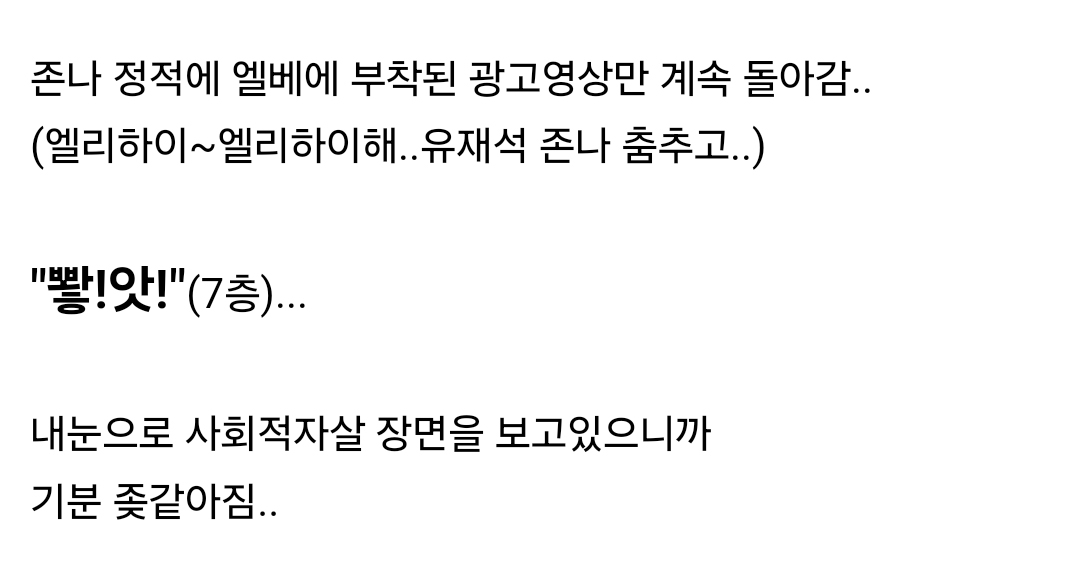 존나 정적에 엘베에 부착된 광고영상만 계속 돌아감..
(엘리하이~엘리하이해..유재석 존나 춤추고..)
"뽷!앗!"(7층)...
내눈으로 사회적자살 장면을 보고있으니까
기분 좆같아짐..